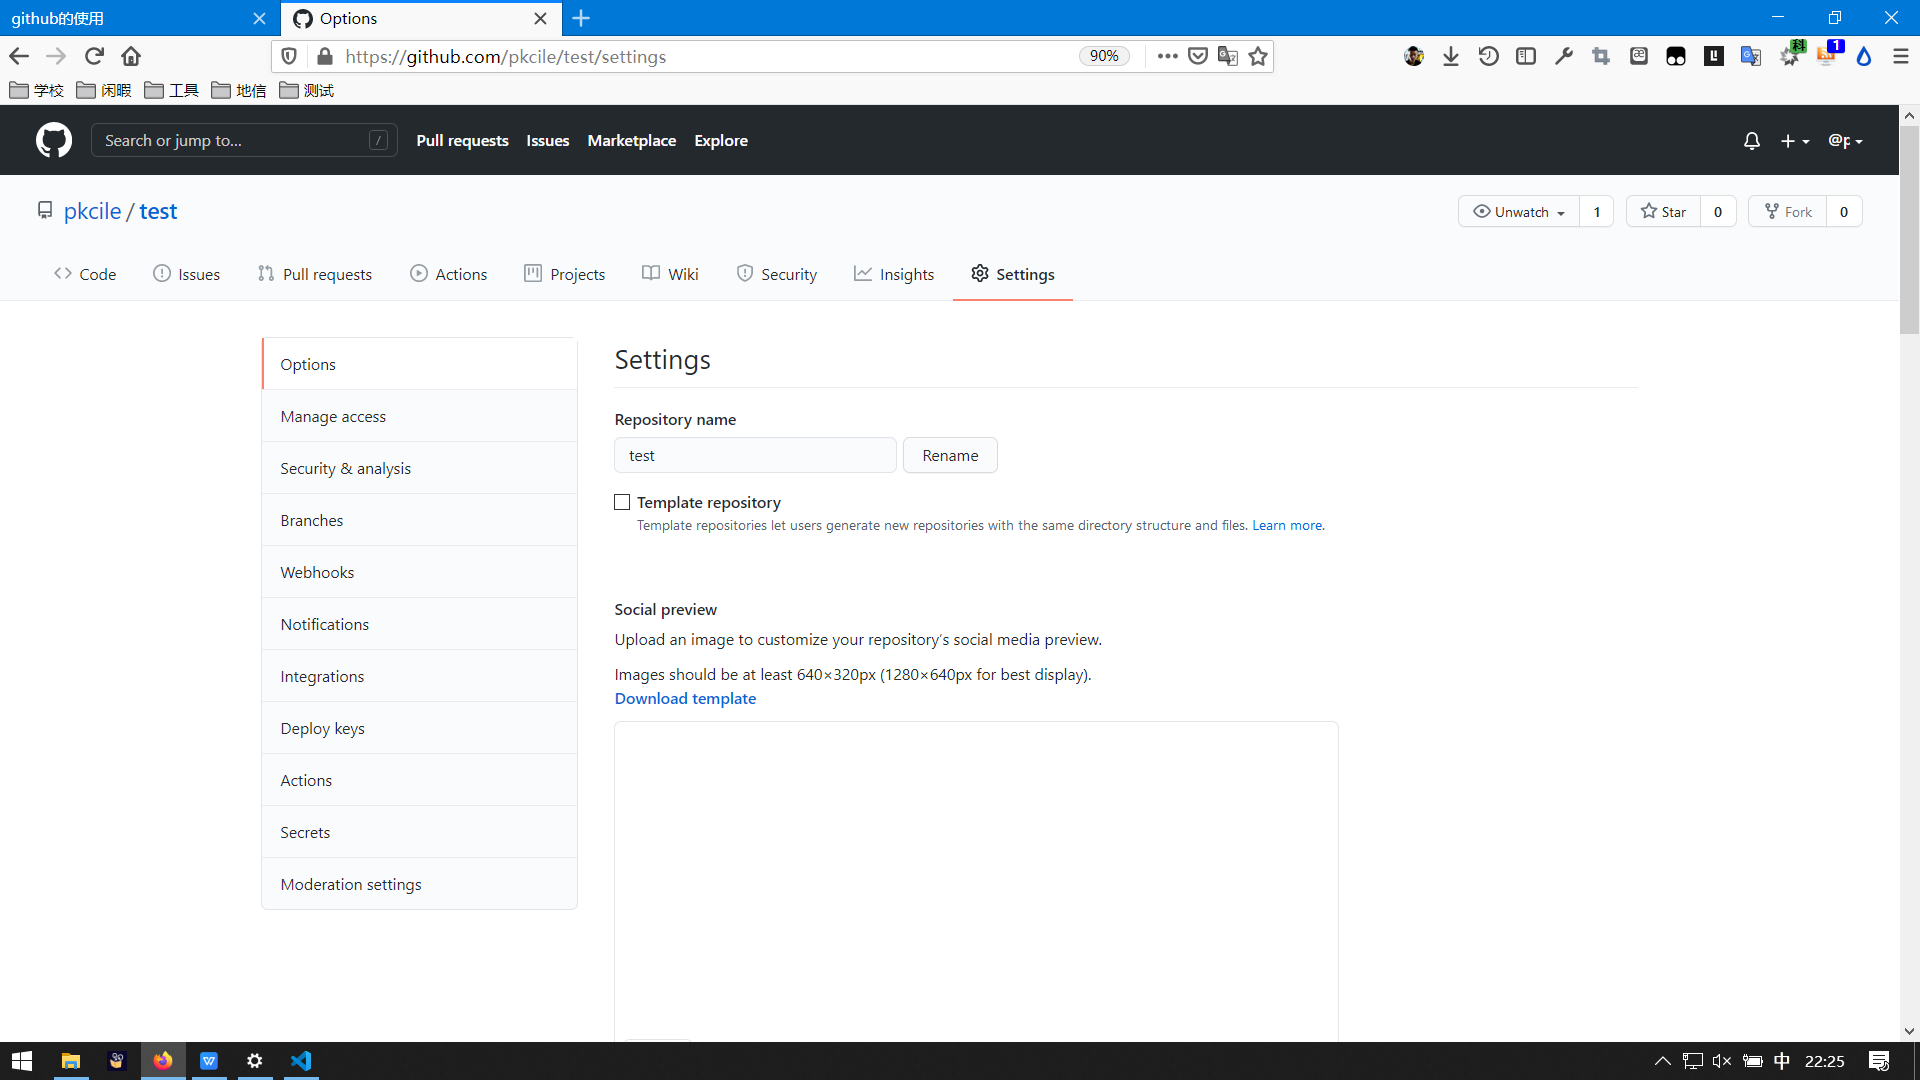 github的使用
Options
https://github.com/pkcile/test/settings
90%
科
1
学校
闲暇
工具
地信
测试
Search or jump to...
/
Pull requests
Issues
Marketplace
Explore
@p
pkcile / test
Unwatch
1
Star
0
Fork
0
Code
Issues
Pull requests
Actions
Projects
Wiki
Security
Insights
Settings
Options
Manage access
Security & analysis
Branches
Webhooks
Notifications
Integrations
Deploy keys
Actions
Secrets
Moderation settings
Settings
Repository name
test
Rename
Template repository
Template repositories let users generate new repositories with the same directory structure and files. Learn more.
Social preview
Upload an image to customize your repository’s social media preview.
Images should be at least 640×320px (1280×640px for best display).
Download template
中
22:25